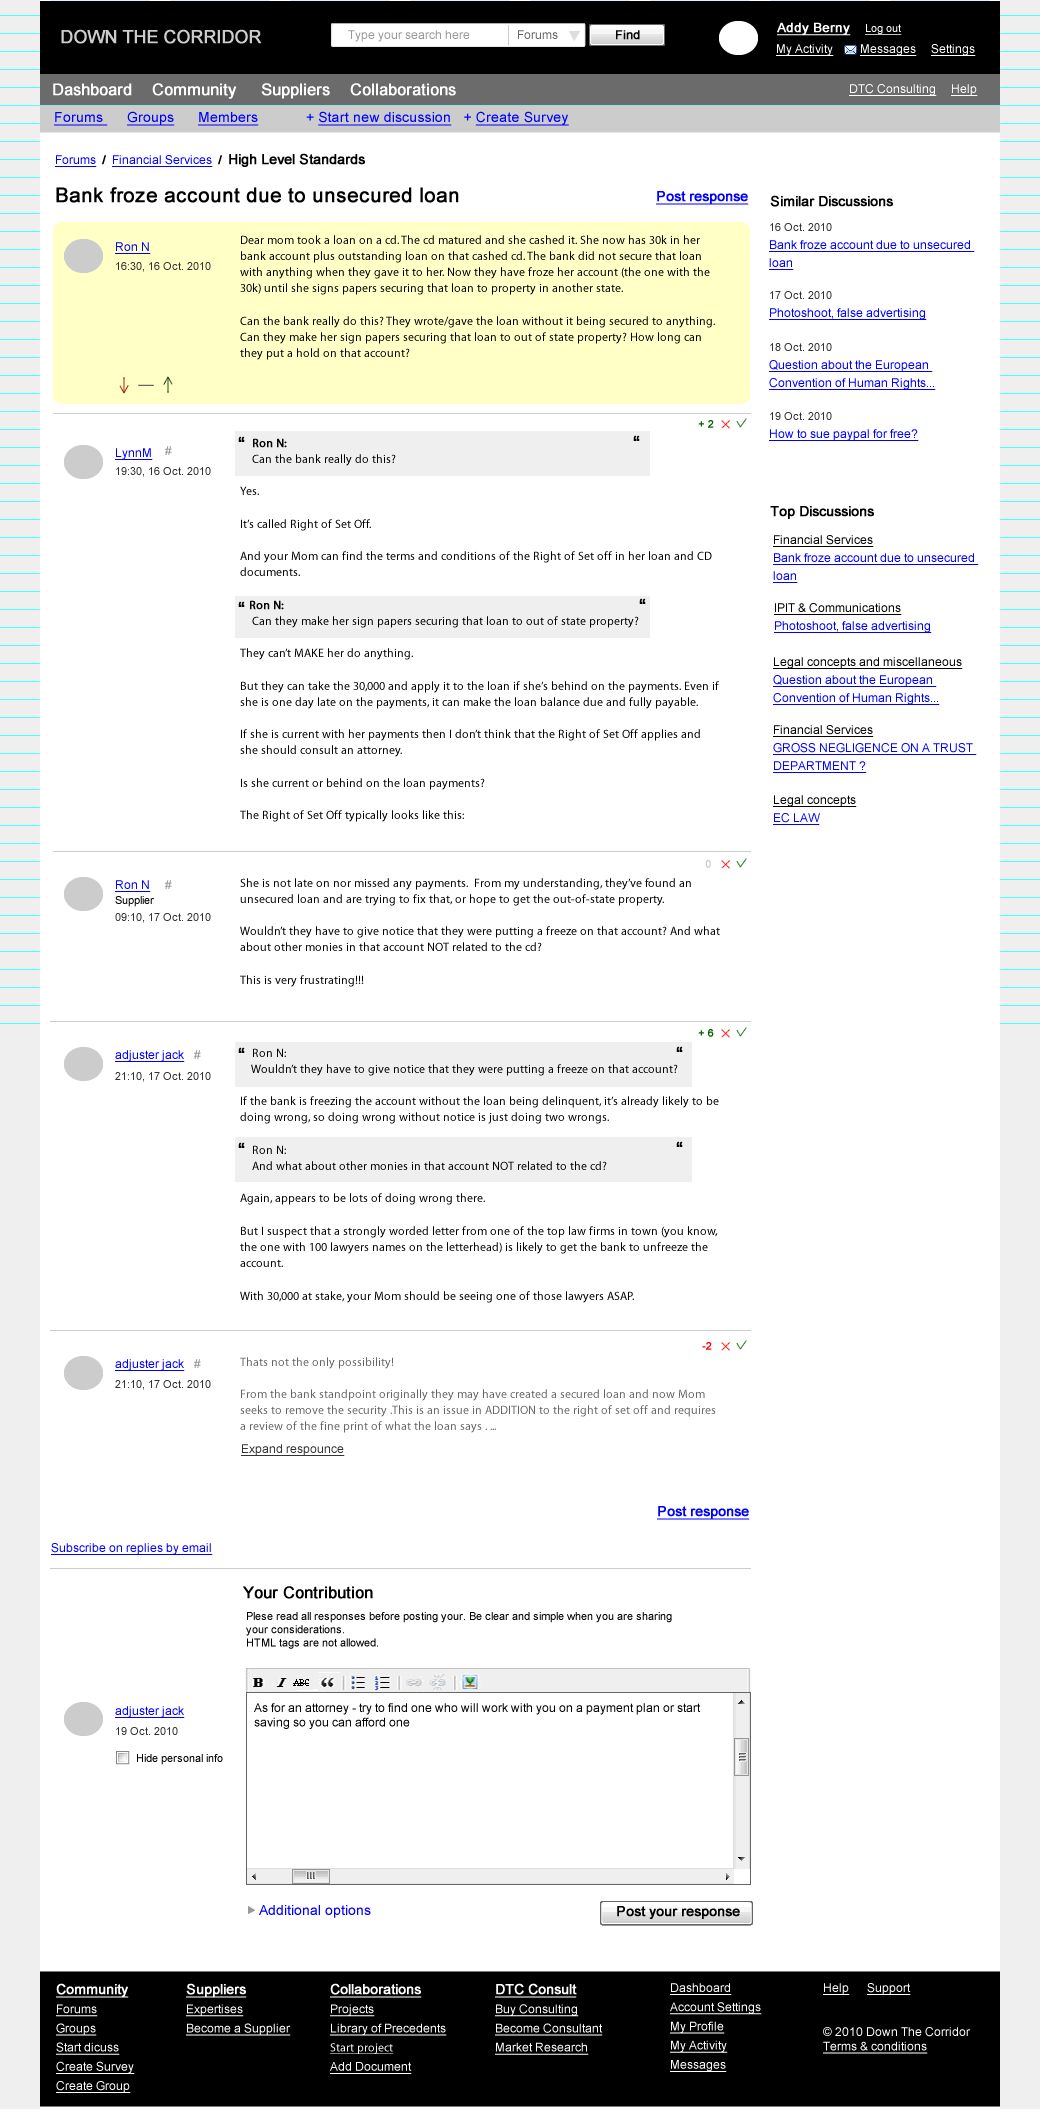 DOWN THE CORRIDOR
Type your search here
Forums
Find
Addy Berny Log out
My Activity Messages Settings
Dashboard Community Suppliers Collaborations
DTC Consulting Help
Forums Groups Members + Start new discussion + Create Survey
Forums / Financial Services / High Level Standards
Bank froze account due to unsecured loan
Post response
Ron N
16:30, 16 Oct. 2010
Dear mom took a loan on a cd. The cd matured and she cashed it. She now has 30k in her
bank account plus outstanding loan on that cashed cd. The bank did not secure that loan
with anything when they gave it to her. Now they have froze her account (the one with the
30k) until she signs papers securing that loan to property in another state.
Can the bank really do this? They wrote/gave the loan without it being secured to anything.
Can they make her sign papers securing that loan to out of state property? How long can
they put a hold on that account?
+ 2
LynnM #
19:30, 16 Oct. 2010
“ Ron N: “
Can the bank really do this?
Yes.
It's called Right of Set Off.
And your Mom can find the terms and conditions of the Right of Set off in her loan and CD
documents.
“ Ron N: “
Can they make her sign papers securing that loan to out of state property?
They can't MAKE her do anything.
But they can take the 30,000 and apply it to the loan if she's behind on the payments. Even if
she is one day late on the payments, it can make the loan balance due and fully payable.
If she is current with her payments then I don't think that the Right of Set Off applies and
she should consult an attorney.
Is she current or behind on the loan payments?
The Right of Set Off typically looks like this:
0
Ron N #
Supplier
09:10, 17 Oct. 2010
She is not late on nor missed any payments. From my understanding, they've found an
unsecured loan and are trying to fix that, or hope to get the out-of-state property.
Wouldn't they have to give notice that they were putting a freeze on that account? And what
about other monies in that account NOT related to the cd?
This is very frustrating!!!
+ 6
adjuster jack #
21:10, 17 Oct. 2010
“ Ron N: “
Wouldn't they have to give notice that they were putting a freeze on that account?
If the bank is freezing the account without the loan being delinquent, it's already likely to be
doing wrong, so doing wrong without notice is just doing two wrongs.
“ Ron N: “
And what about other monies in that account NOT related to the cd?
Again, appears to be lots of doing wrong there.
But I suspect that a strongly worded letter from one of the top law firms in town (you know,
the one with 100 lawyers names on the letterhead) is likely to get the bank to unfreeze the
account.
With 30,000 at stake, your Mom should be seeing one of those lawyers ASAP.
-2
adjuster jack #
21:10, 17 Oct. 2010
Thats not the only possibility!
From the bank standpoint originally they may have created a secured loan and now Mom
seeks to remove the security .This is an issue in ADDITION to the right of set off and requires
a review of the fine print of what the loan says . ...
Expand respounce
Post response
Subscribe on replies by email
Your Contribution
Plese read all responses before posting your. Be clear and simple when you are sharing
your considerations.
HTML tags are not allowed.
B I ABC “
adjuster jack
19 Oct. 2010
Hide personal info
As for an attorney - try to find one who will work with you on a payment plan or start
saving so you can afford one
Additional options
Post your response
Similar Discussions
16 Oct. 2010
Bank froze account due to unsecured
loan
17 Oct. 2010
Photoshoot, false advertising
18 Oct. 2010
Question about the European
Convention of Human Rights...
19 Oct. 2010
How to sue paypal for free?
Top Discussions
Financial Services
Bank froze account due to unsecured
loan
IPIT & Communications
Photoshoot, false advertising
Legal concepts and miscellaneous
Question about the European
Convention of Human Rights...
Financial Services
GROSS NEGLIGENCE ON A TRUST
DEPARTMENT ?
Legal concepts
EC LAW
Community
Forums
Groups
Start dicuss
Create Survey
Create Group
Suppliers
Expertises
Become a Supplier
Collaborations
Projects
Library of Precedents
Start project
Add Document
DTC Consult
Buy Consulting
Become Consultant
Market Research
Dashboard
Account Settings
My Profile
My Activity
Messages
Help Support
© 2010 Down The Corridor
Terms & conditions